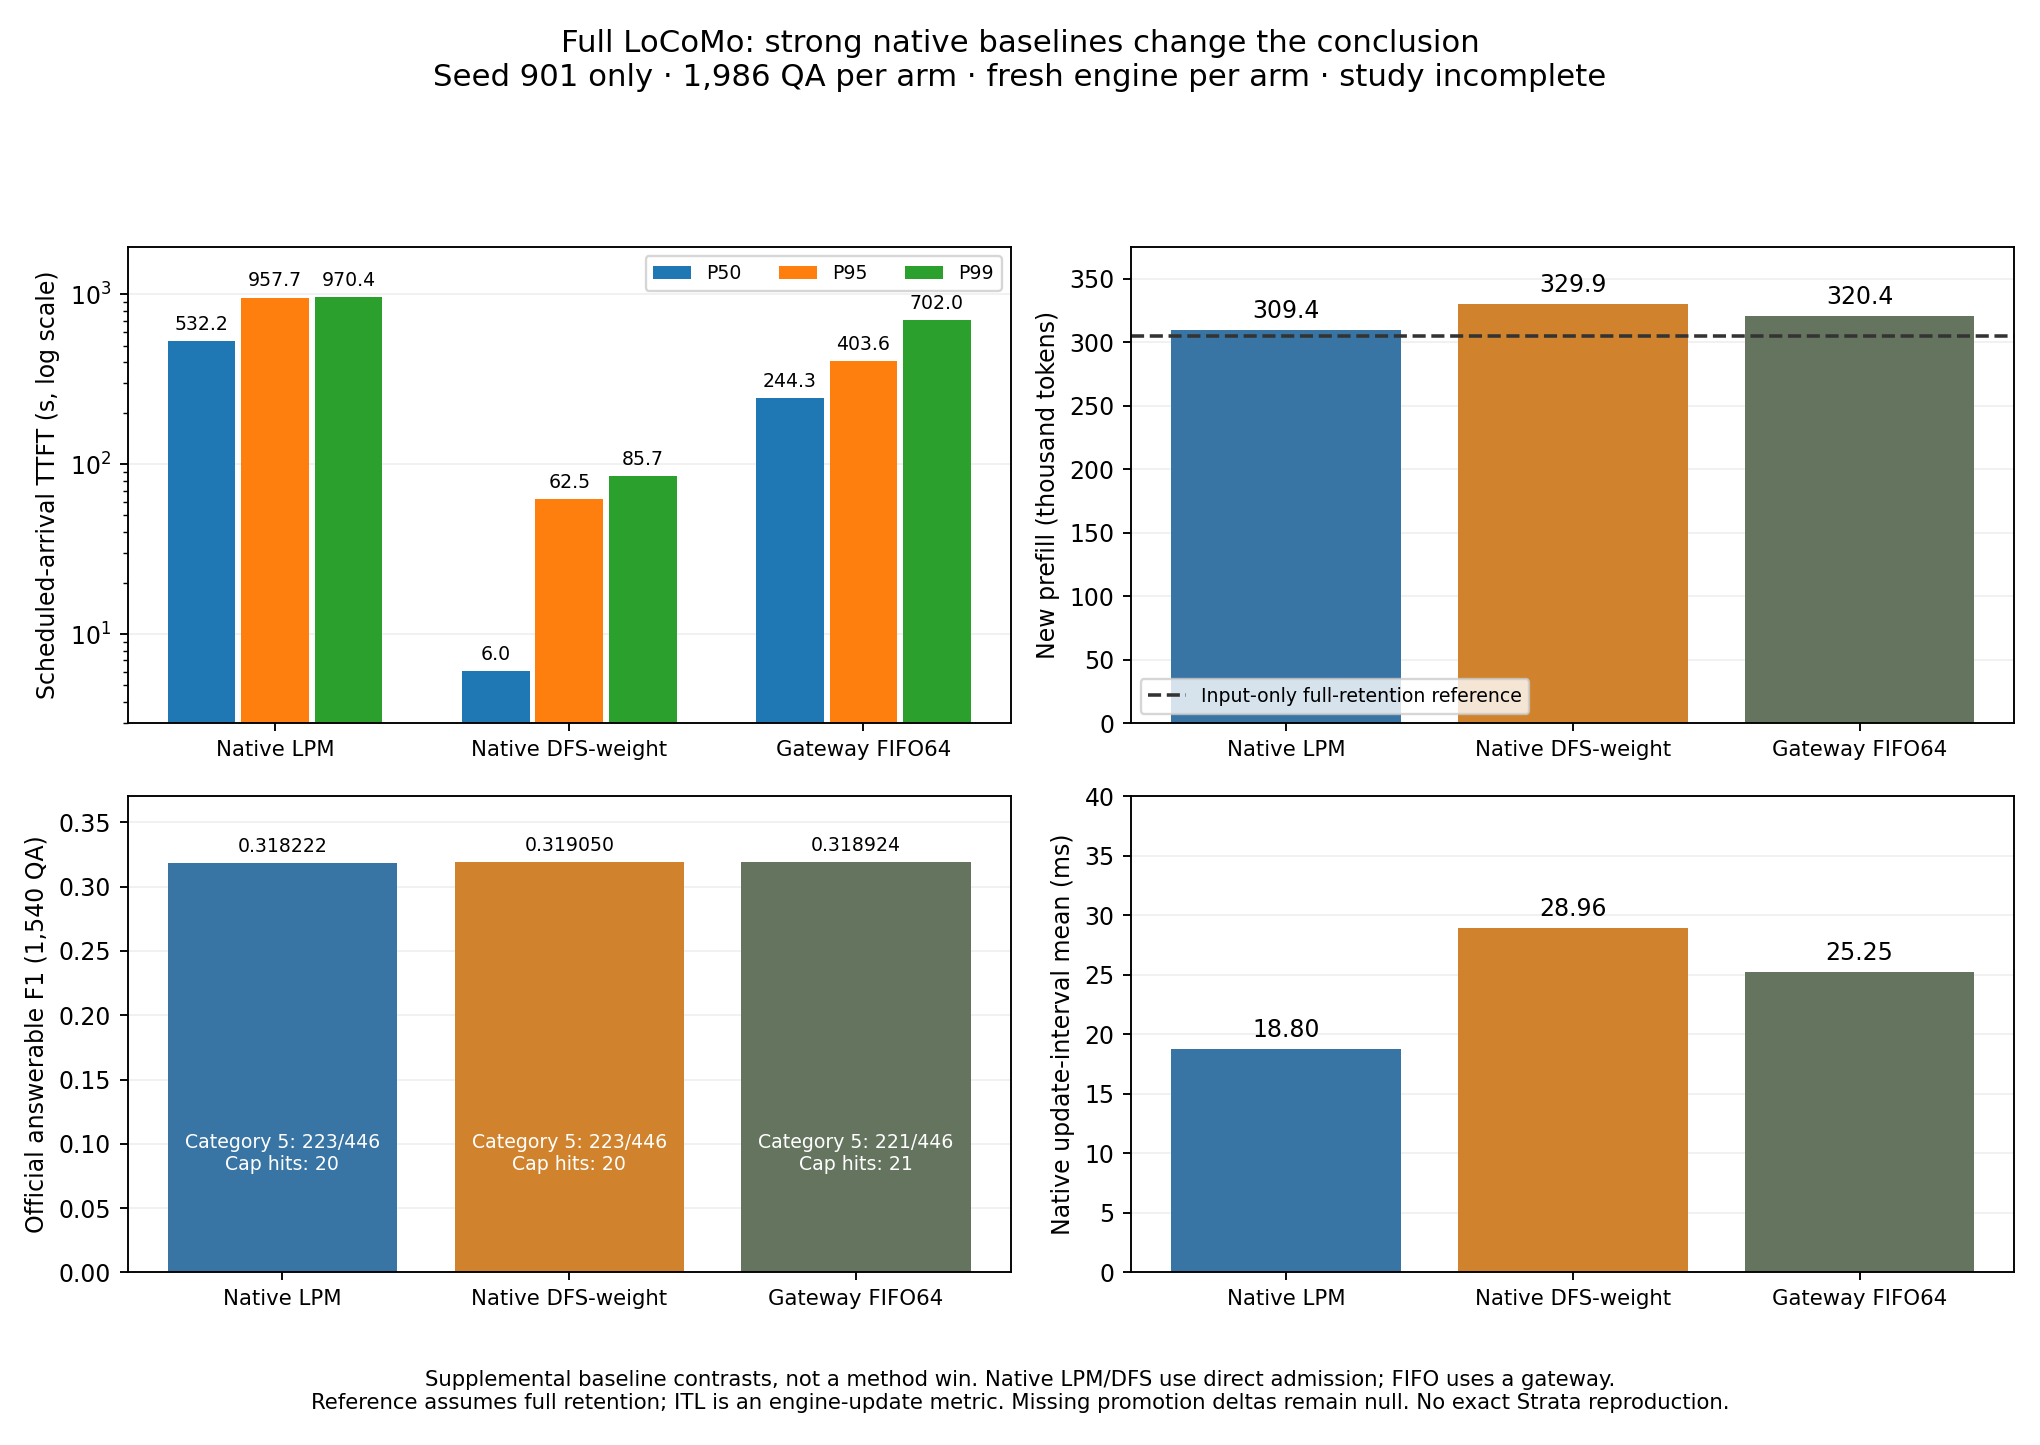 Full LoCoMo: strong native baselines change the conclusion
Seed 901 only · 1,986 QA per arm · fresh engine per arm · study incomplete
Scheduled-arrival TTFT (s, log scale)
10³
10²
10¹
P50
P95
P99
532.2
957.7
970.4
6.0
62.5
85.7
244.3
403.6
702.0
Native LPM
Native DFS-weight
Gateway FIFO64
New prefill (thousand tokens)
350
300
250
200
150
100
50
0
309.4
329.9
320.4
Input-only full-retention reference
Native LPM
Native DFS-weight
Gateway FIFO64
Official answerable F1 (1,540 QA)
0.35
0.30
0.25
0.20
0.15
0.10
0.05
0.00
0.318222
0.319050
0.318924
Category 5: 223/446
Cap hits: 20
Category 5: 223/446
Cap hits: 20
Category 5: 221/446
Cap hits: 21
Native LPM
Native DFS-weight
Gateway FIFO64
Native update-interval mean (ms)
40
35
30
25
20
15
10
5
0
18.80
28.96
25.25
Native LPM
Native DFS-weight
Gateway FIFO64
Supplemental baseline contrasts, not a method win. Native LPM/DFS use direct admission; FIFO uses a gateway.
Reference assumes full retention; ITL is an engine-update metric. Missing promotion deltas remain null. No exact Strata reproduction.